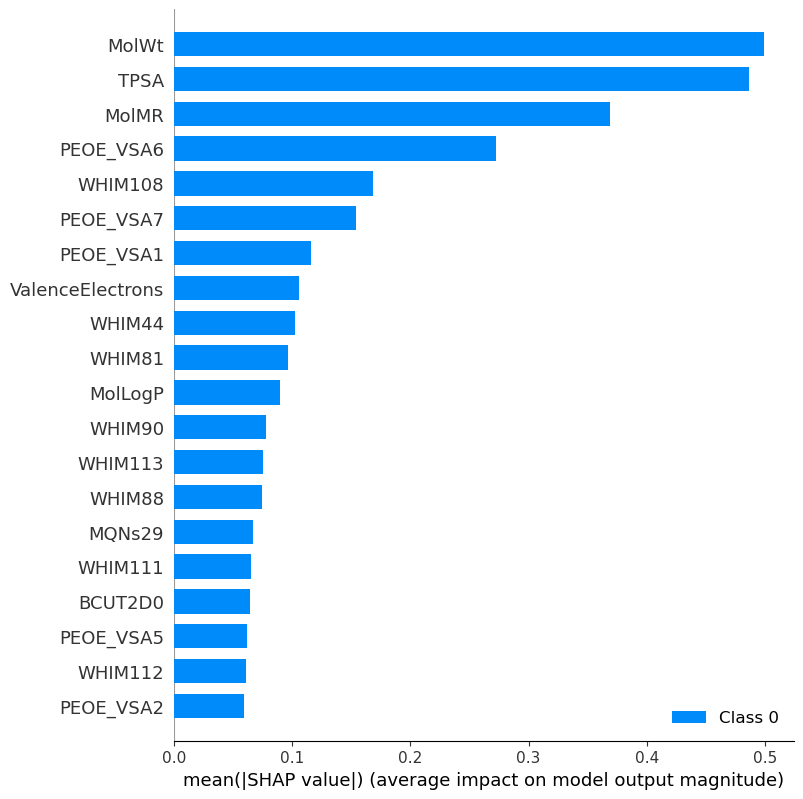 MolWt
TPSA
MolMR
PEOE_VSA6
WHIM108
PEOE_VSA7
PEOE_VSA1
ValenceElectrons
WHIM44
WHIM81
MolLogP
WHIM90
WHIM113
WHIM88
MQNs29
WHIM111
BCUT2D0
PEOE_VSA5
WHIM112
PEOE_VSA2
Class 0
0.0 0.1 0.2 0.3 0.4 0.5
mean(|SHAP value|) (average impact on model output magnitude)